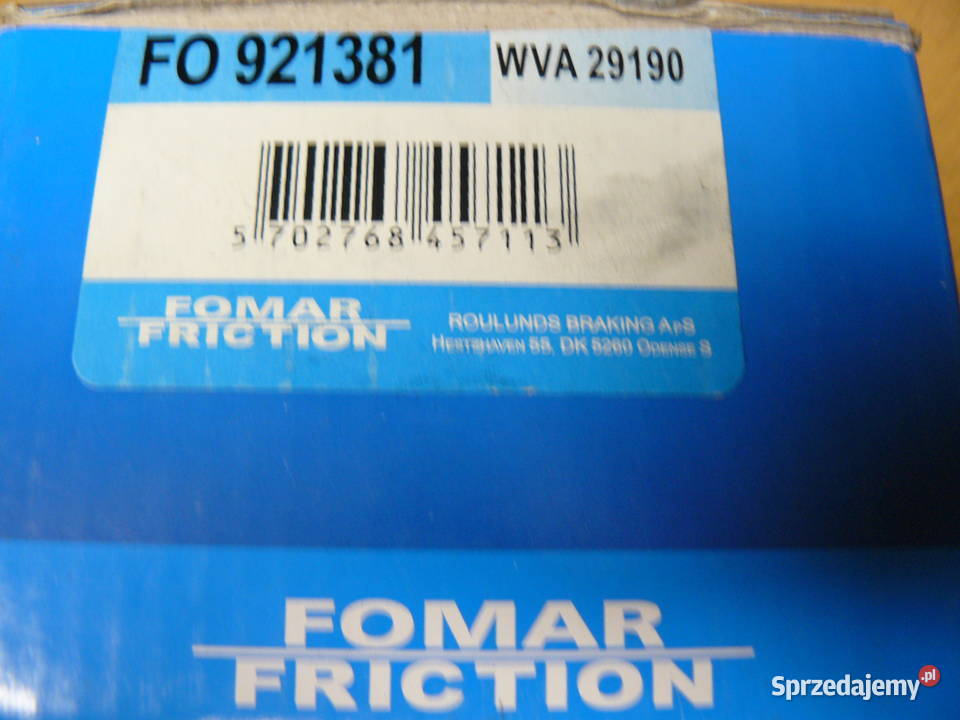 FO 921381 WVA 29190
5 702768 457113
FOMAR
FRICTION
ROULUNDS BRAKING ApS
Hestehaven 55, DK 5260 Odense S
FOMAR
FRICTION
Sprzedajemy.pl